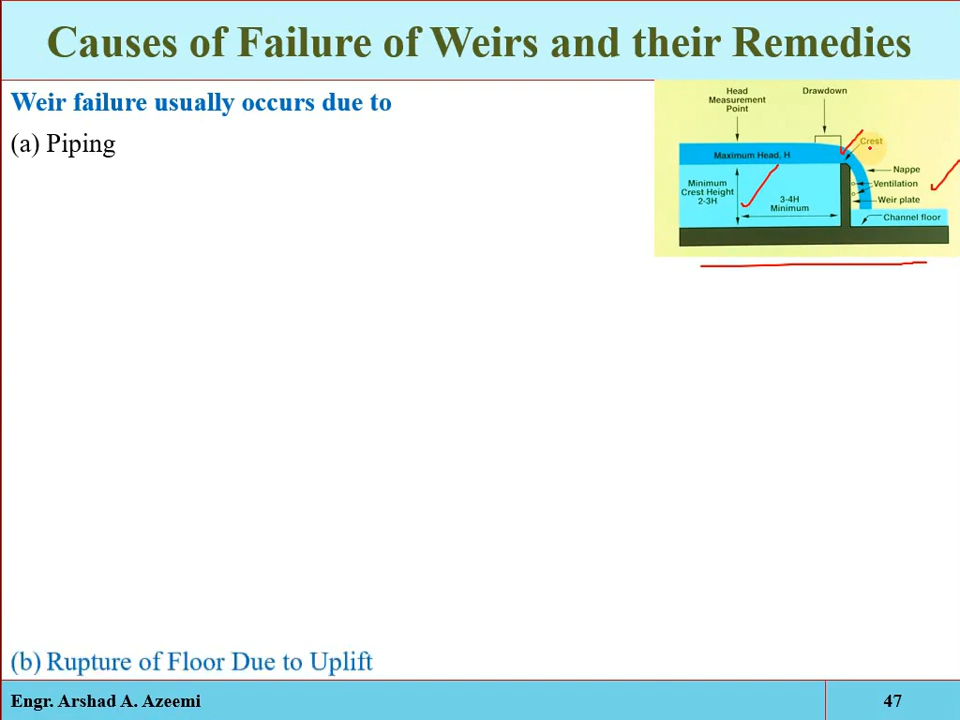 Causes of Failure of Weirs and their Remedies
Weir failure usually occurs due to
(a) Piping
Head
Measurement
Point
Drawdown
Crest
Maximum Head, H
Nappe
Minimum
Crest Height
2-3H
Ventilation
3-4H
Minimum
Weir plate
Channel floor
(b) Rupture of Floor Due to Uplift
Engr. Arshad A. Azeemi
47